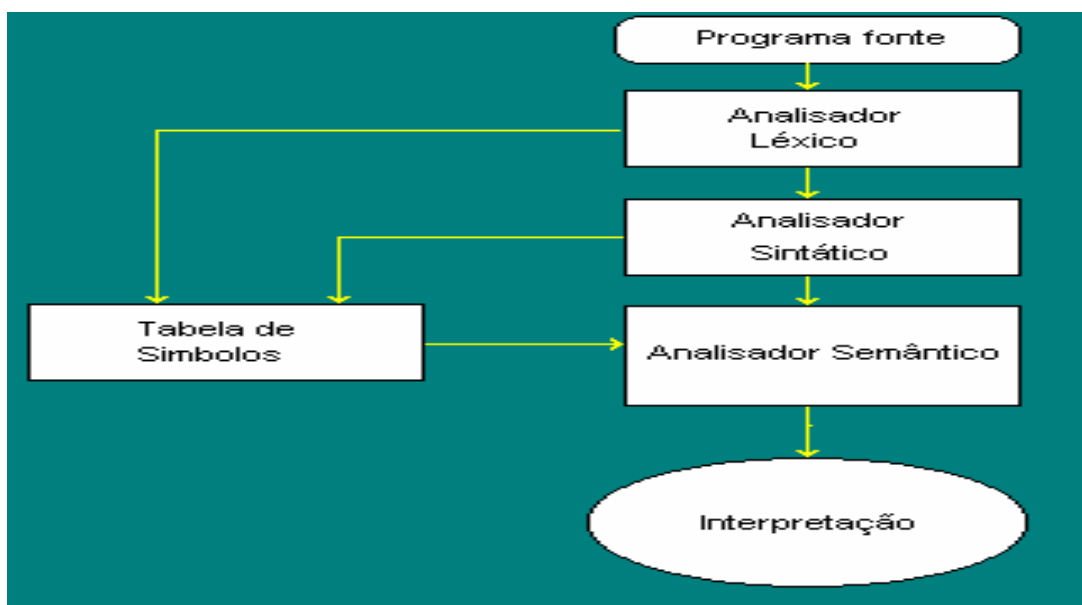 Programa fonte
Analisador
Léxico
Analisador
Sintático
Tabela de
Simbolos
Analisador Semântico
Interpretação